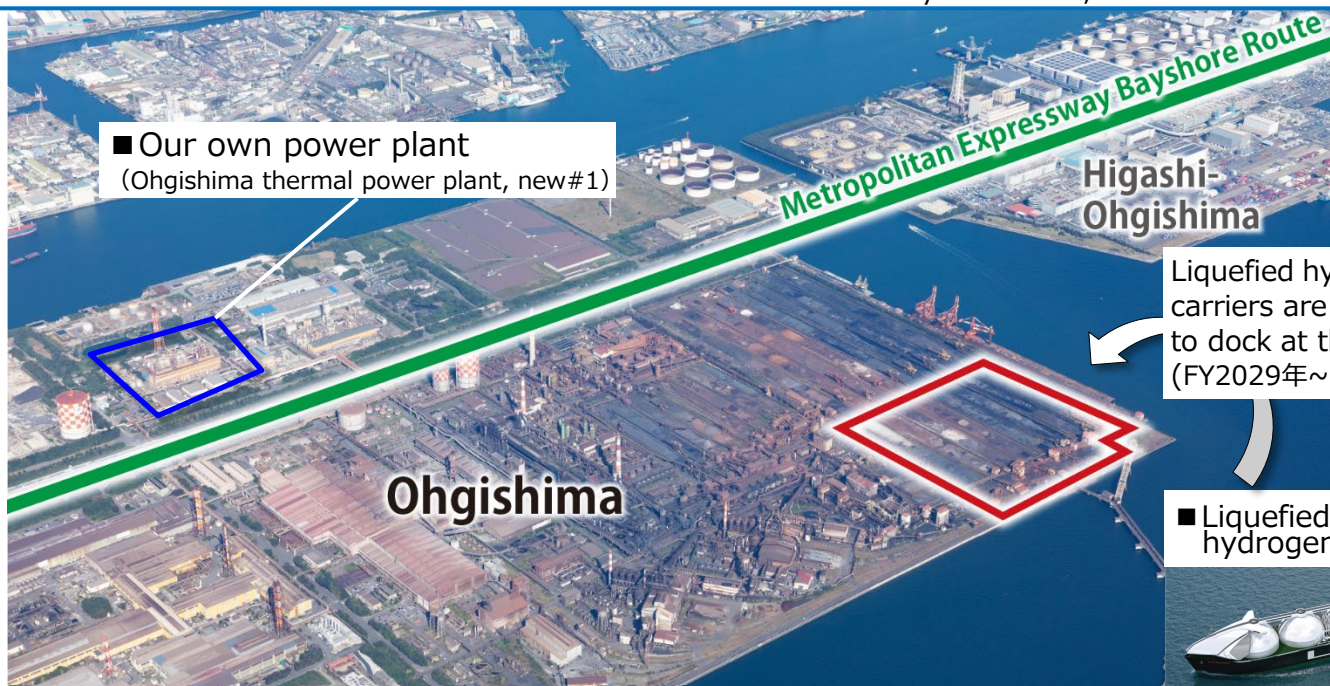 ■Our own power plant
(Ohgishima thermal power plant, new#1)
Metropolitan Expressway Bayshore Route
Higashi-
Ohgishima
Liquefied hy
carriers are
to dock at th
(FY2029年~
Ohgishima
■Liquefied
hydrogen